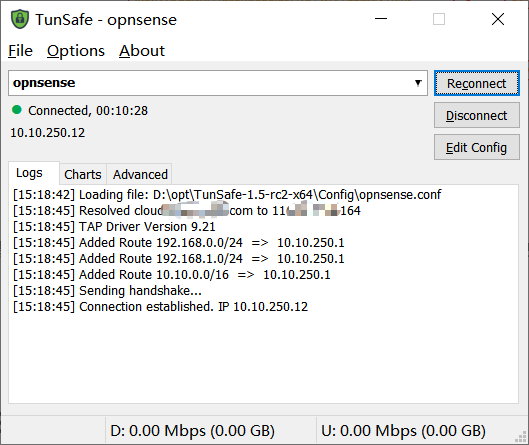 TunSafe - opnsense
File Options About
opnsense
Reconnect
Connected, 00:10:28
Disconnect
10.10.250.12
Edit Config
Logs Charts Advanced
[15:18:42] Loading file: D:\opt\TunSafe-1.5-rc2-x64\Config\opnsense.conf
[15:18:45] Resolved cloud com to 11 164
[15:18:45] TAP Driver Version 9.21
[15:18:45] Added Route 192.168.0.0/24 => 10.10.250.1
[15:18:45] Added Route 192.168.1.0/24 => 10.10.250.1
[15:18:45] Added Route 10.10.0.0/16 => 10.10.250.1
[15:18:45] Sending handshake...
[15:18:45] Connection established. IP 10.10.250.12
D: 0.00 Mbps (0.00 GB) U: 0.00 Mbps (0.00 GB)